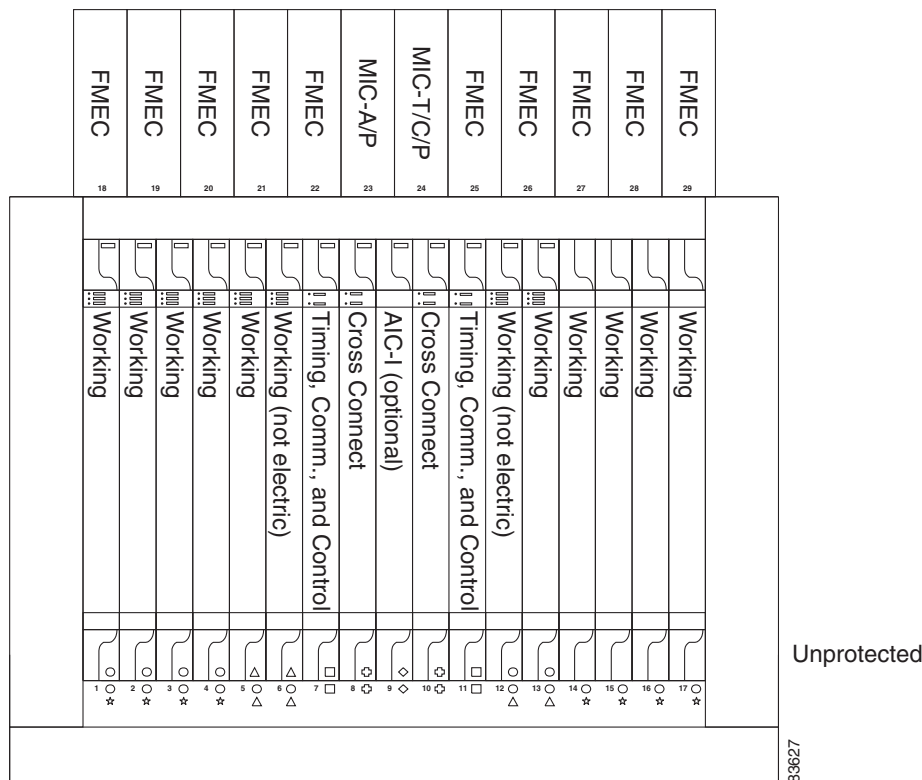 FMEC
FMEC
FMEC
FMEC
FMEC
MIC-A/P
MIC-T/C/P
FMEC
FMEC
FMEC
FMEC
FMEC
18
19
20
21
22
23
24
25
26
27
28
29
Working
Working
Working
Working
Working
Working (not electric)
Timing, Comm., and Control
Cross Connect
AIC-I (optional)
Cross Connect
Timing, Comm., and Control
Working (not electric)
Working
Working
Working
Working
Working
Unprotected
1
2
3
4
5
6
7
8
9
10
11
12
13
14
15
16
17